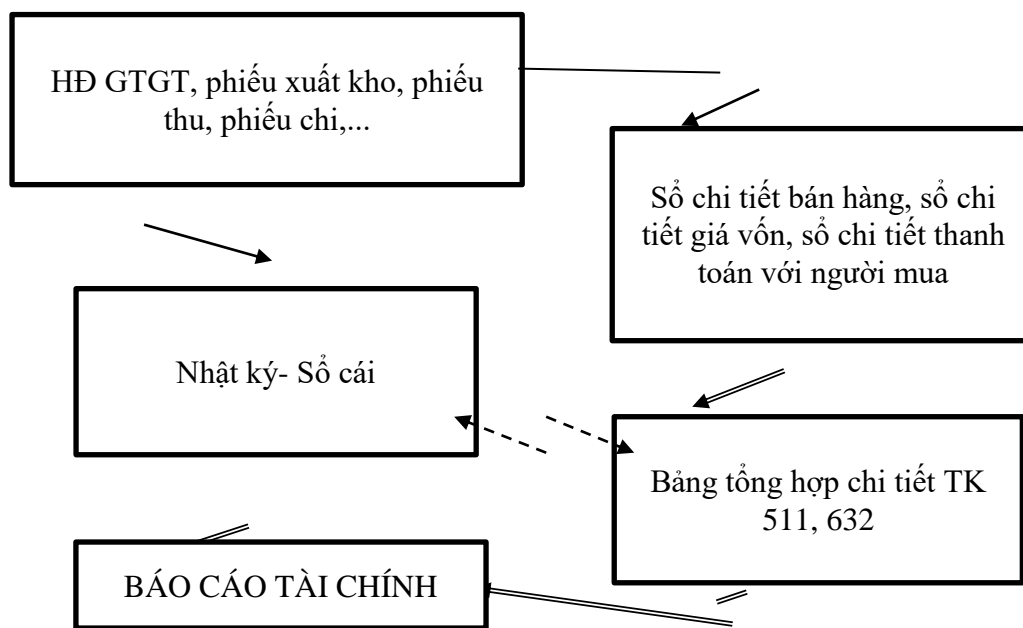 HĐ GTGT, phiếu xuất kho, phiếu
thu, phiếu chi,...
Sổ chi tiết bán hàng, sổ chi
tiết giá vốn, sổ chi tiết thanh
toán với người mua
Nhật ký- Sổ cái
Bảng tổng hợp chi tiết TK
511, 632
BÁO CÁO TÀI CHÍNH